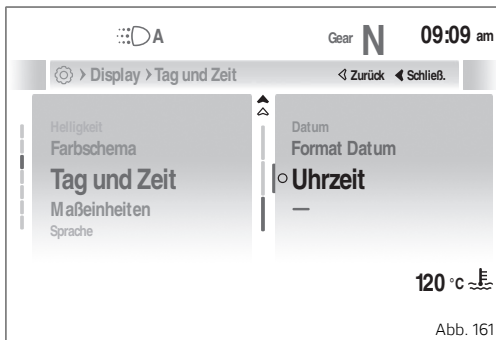 A Gear N 09:09 am
> Display > Tag und Zeit Zurück Schließ.
Helligkeit
Farbschema
Tag und Zeit
Maßeinheiten
Sprache
Datum
Format Datum
Uhrzeit
120 °C
Abb. 161